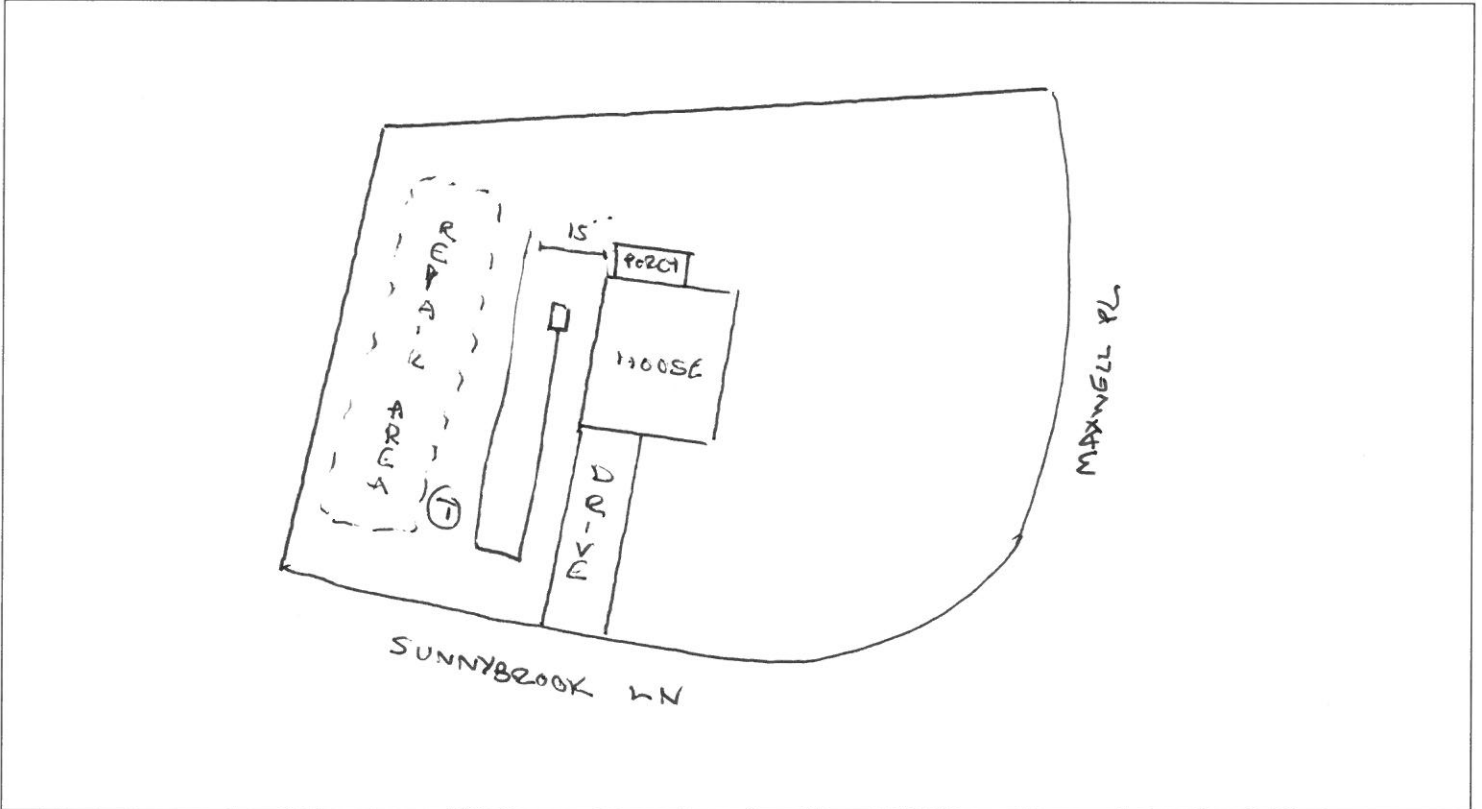 15''
PORCH
HOUSE
REPAIR AREA
T
DRIVE
MAXWELL PL
SUNNYBROOK LN